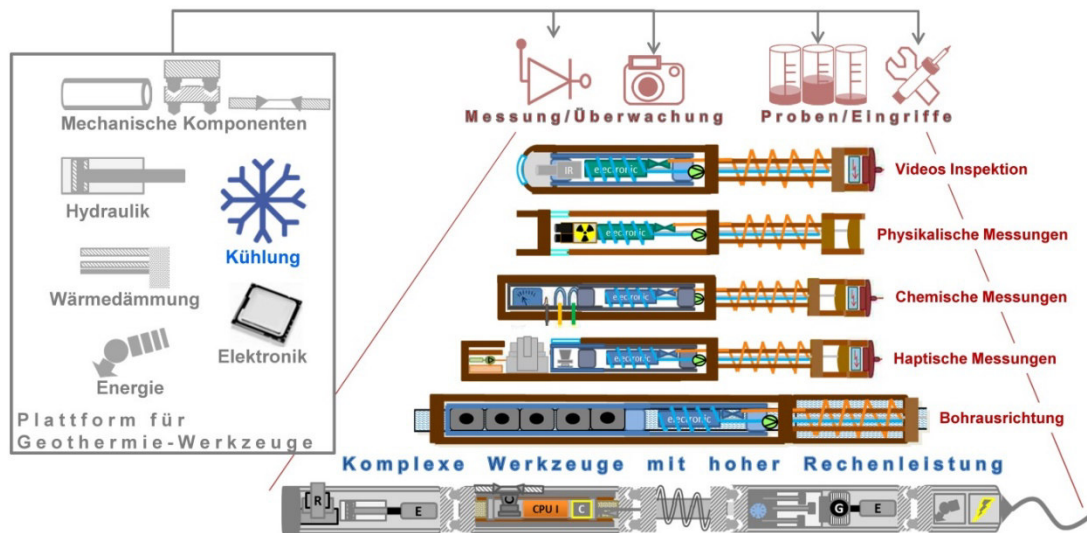 Mechanische Komponenten
Hydraulik
Kühlung
Wärmedämmung
Elektronik
Energie
Plattform für
Geothermie-Werkzeuge
Messung/Überwachung
Proben/Eingriffe
IR
electronic
Videos Inspektion
electronic
Physikalische Messungen
electronic
Chemische Messungen
electronic
Haptische Messungen
electronic
Bohrausrichtung
Komplexe Werkzeuge mit hoher Rechenleistung
R
E
CPU I
C
G
E